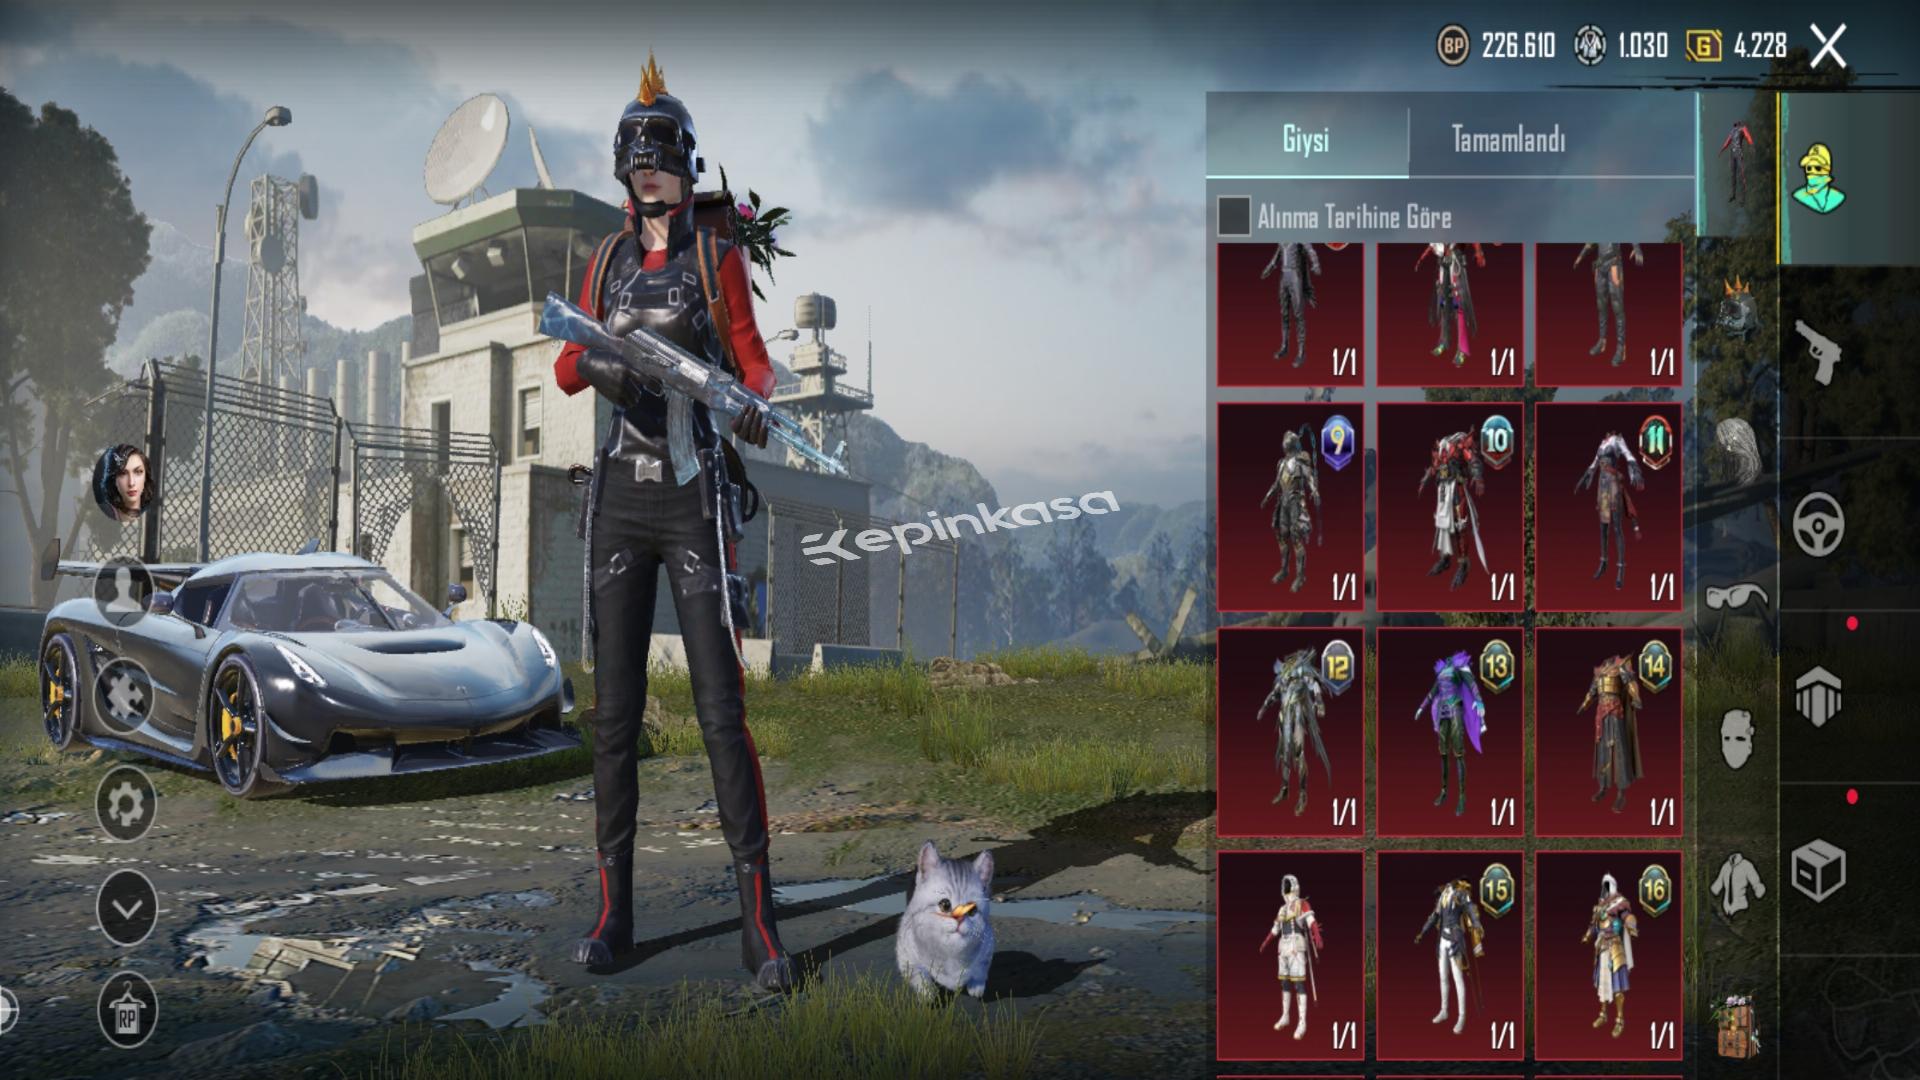 BP 226.610 1.030 G 4.228
Giysi Tamamlandı
Alınma Tarihine Göre
1/1 1/1 1/1
9 10 11
1/1 1/1 1/1
12 13 14
1/1 1/1 1/1
15 16
1/1 1/1 1/1
epinkasa
RP